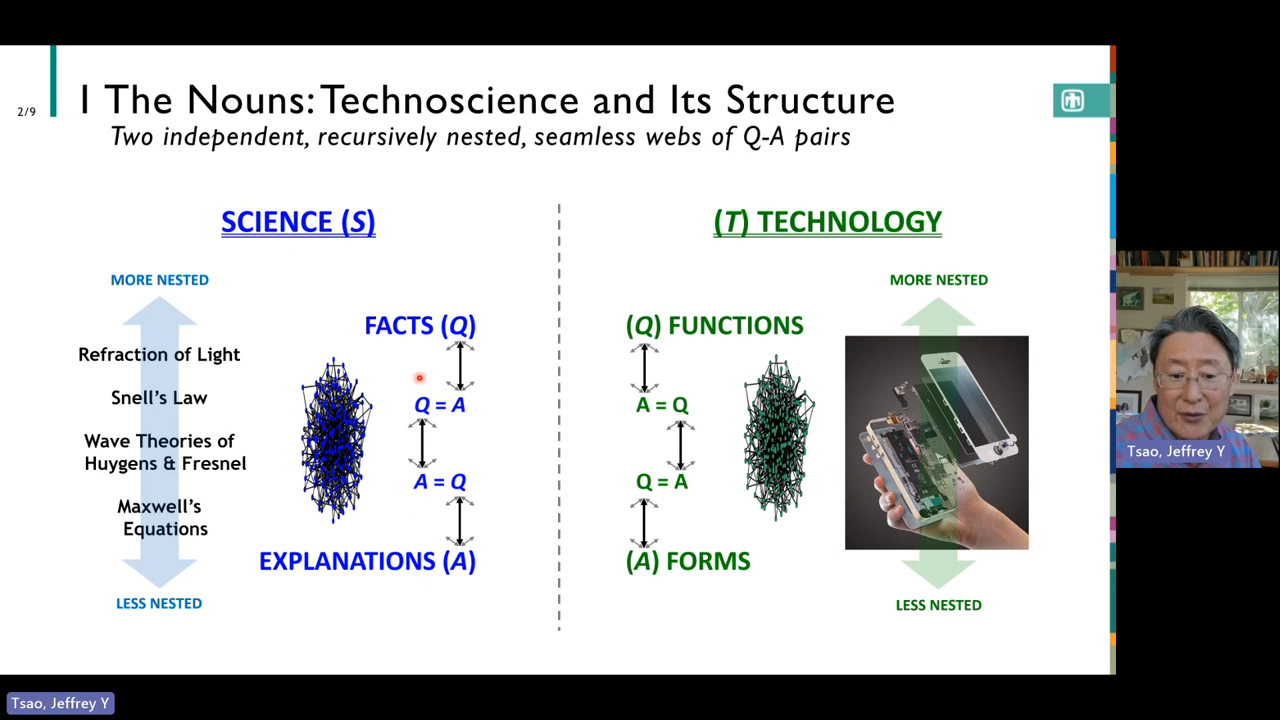 2/9
1 The Nouns: Technoscience and Its Structure
Two independent, recursively nested, seamless webs of Q-A pairs
SCIENCE (S)
MORE NESTED
FACTS (Q)
Refraction of Light
Snell's Law
Q = A
Wave Theories of
Huygens & Fresnel
A = Q
Maxwell's
Equations
EXPLANATIONS (A)
LESS NESTED
(T) TECHNOLOGY
MORE NESTED
(Q) FUNCTIONS
A = Q
Q = A
(A) FORMS
LESS NESTED
Tsao, Jeffrey Y
Tsao, Jeffrey Y